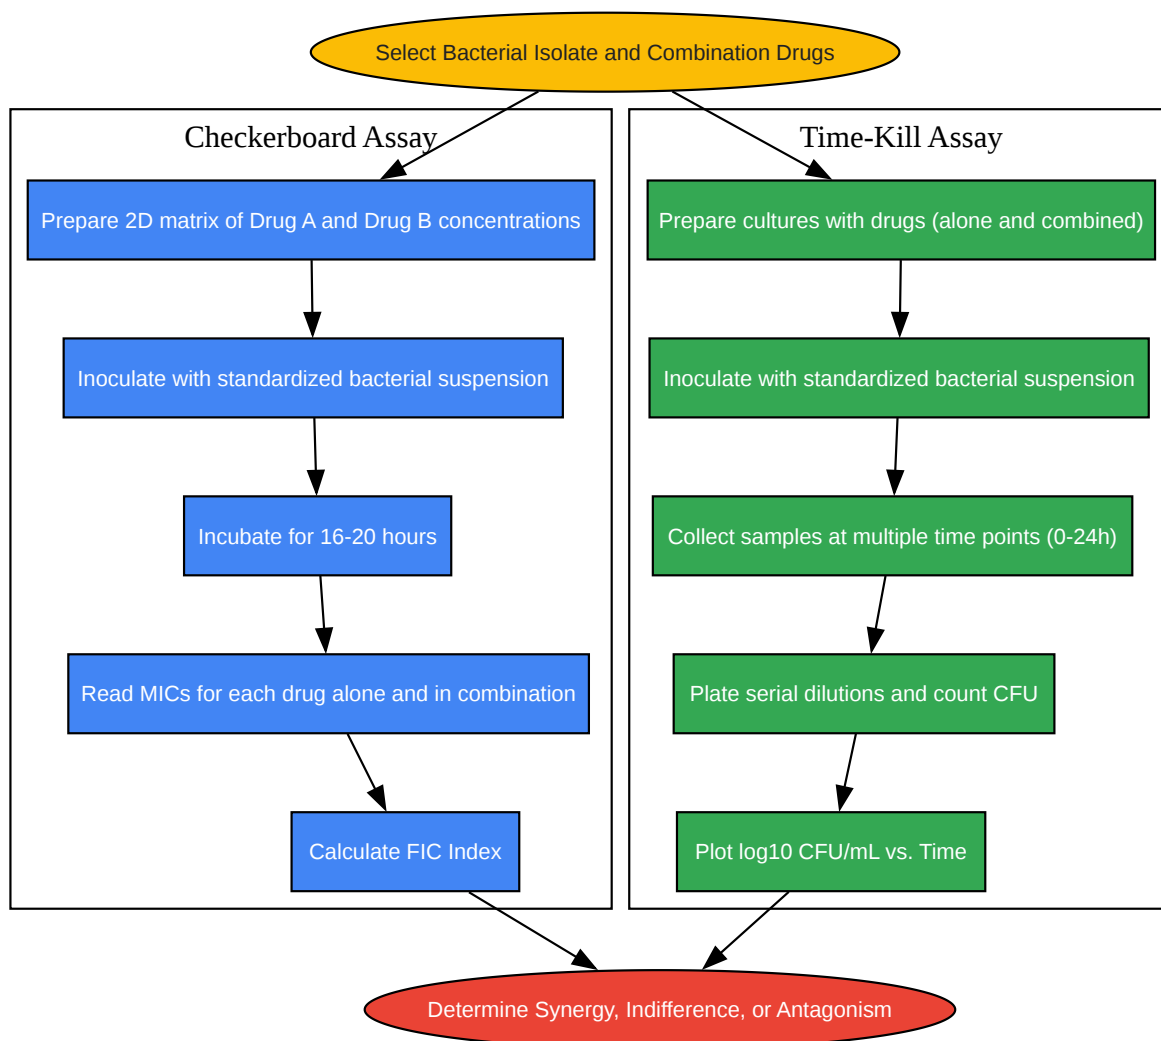 Select Bacterial Isolate and Combination Drugs
Checkerboard Assay
Prepare 2D matrix of Drug A and Drug B concentrations
Inoculate with standardized bacterial suspension
Incubate for 16-20 hours
Read MICs for each drug alone and in combination
Calculate FIC Index
Time-Kill Assay
Prepare cultures with drugs (alone and combined)
Inoculate with standardized bacterial suspension
Collect samples at multiple time points (0-24h)
Plate serial dilutions and count CFU
Plot log10 CFU/mL vs. Time
Determine Synergy, Indifference, or Antagonism